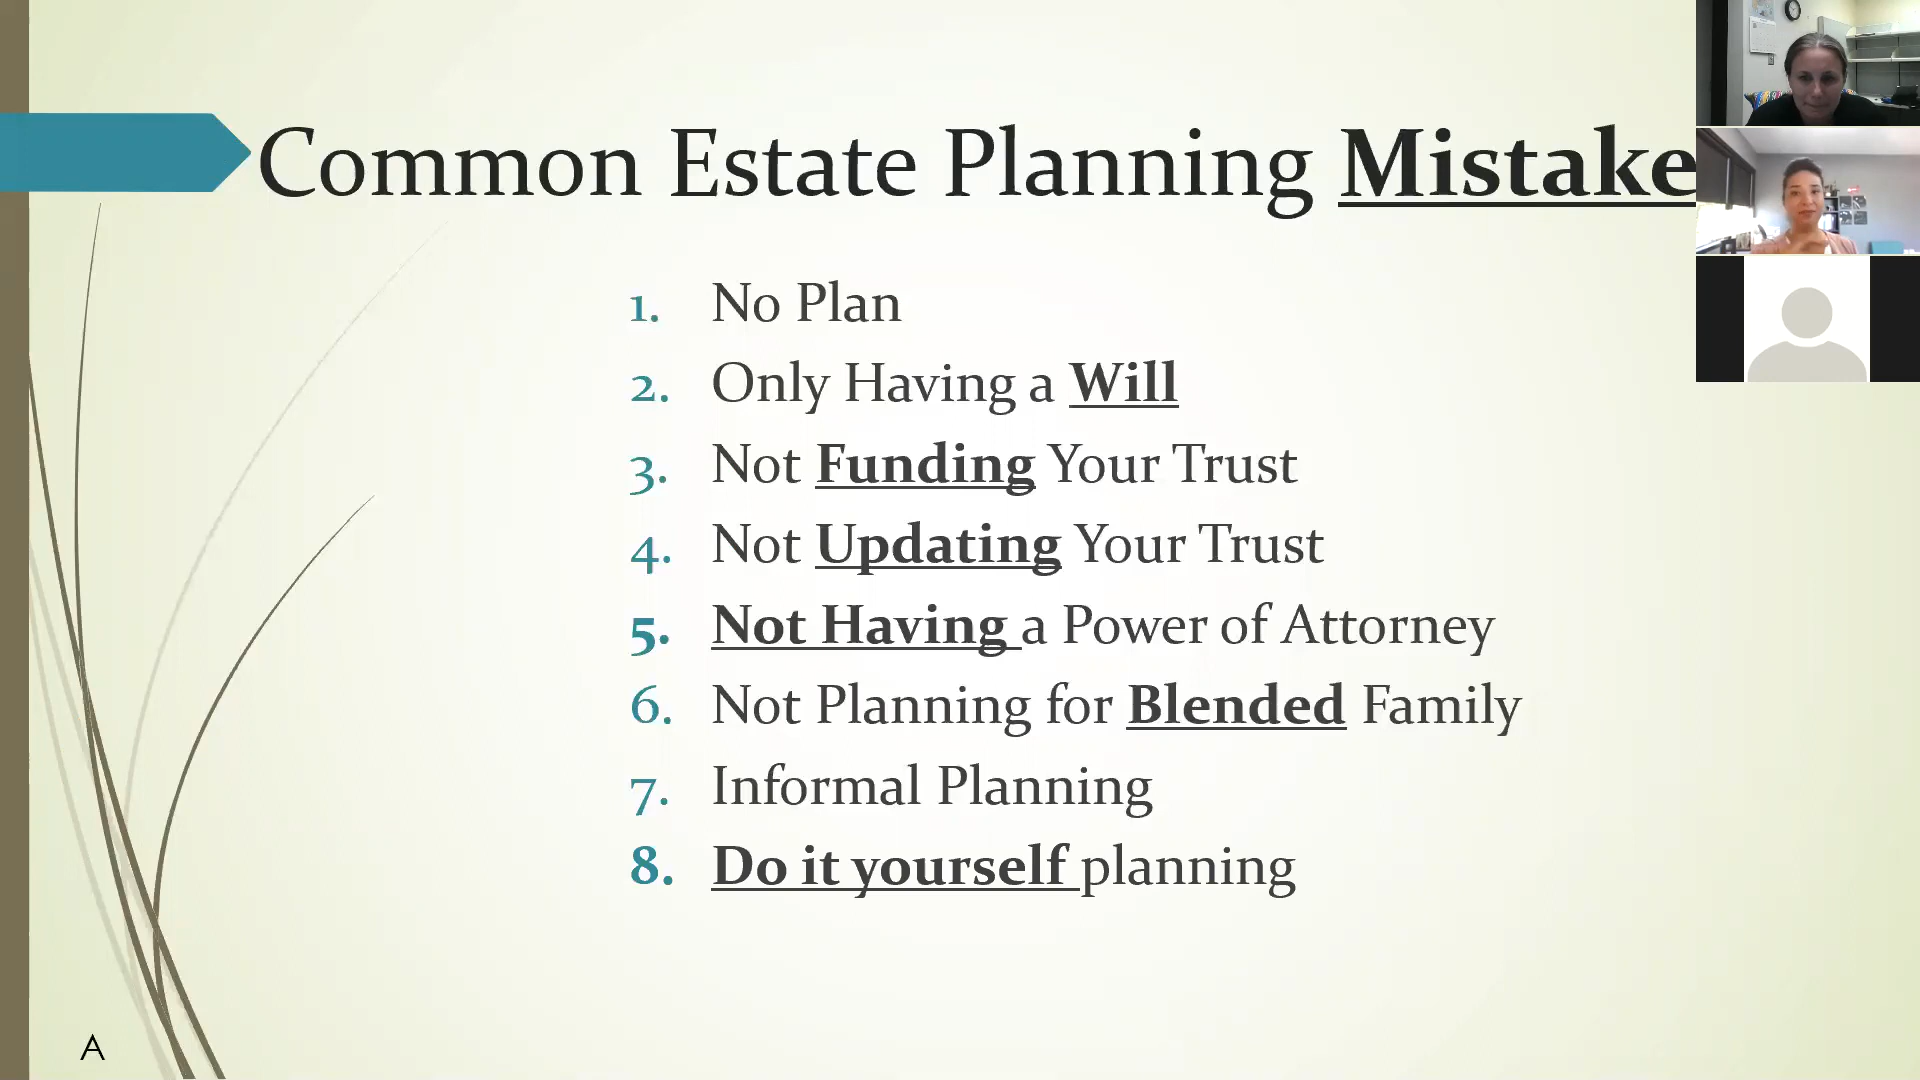 Common Estate Planning Mistake
1. No Plan
2. Only Having a Will
3. Not Funding Your Trust
4. Not Updating Your Trust
5. Not Having a Power of Attorney
6. Not Planning for Blended Family
7. Informal Planning
8. Do it yourself planning
A